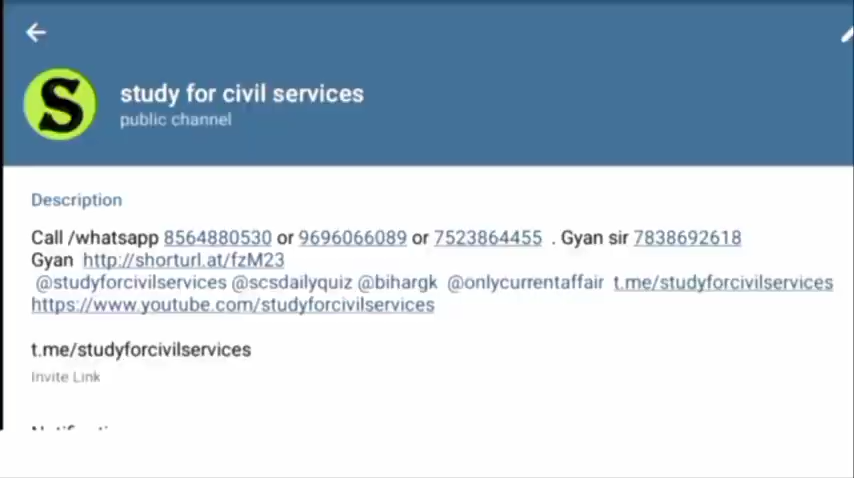 S
study for civil services
public channel
Description
Call /whatsapp 8564880530 or 9696066089 or 7523864455 . Gyan sir 7838692618
Gyan http://shorturl.at/fzM23
@studyforcivilservices @scsdailyquiz @bihargk @onlycurrentaffair t.me/studyforcivilservices
https://www.youtube.com/studyforcivilservices
t.me/studyforcivilservices
Invite Link